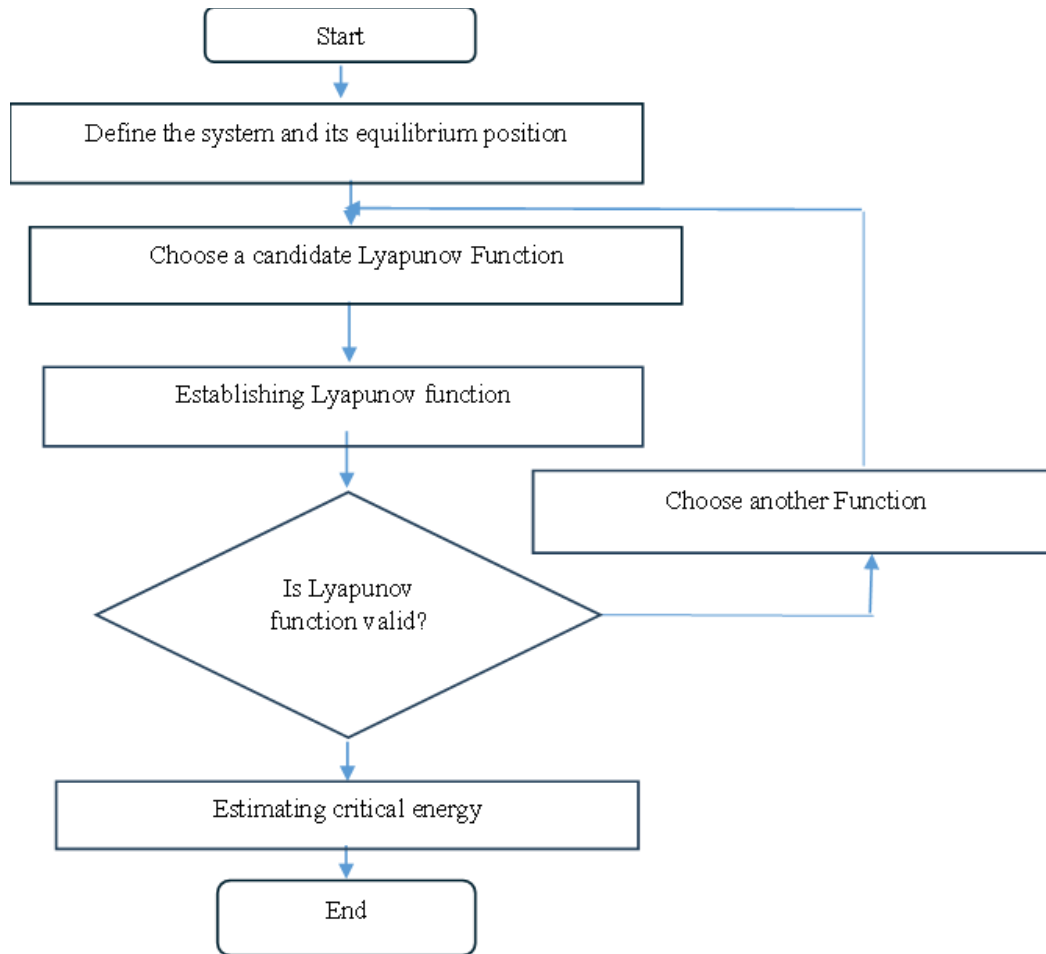 Start
Define the system and its equilibrium position
Choose a candidate Lyapunov Function
Establishing Lyapunov function
Choose another Function
Is Lyapunov
function valid?
Estimating critical energy
End